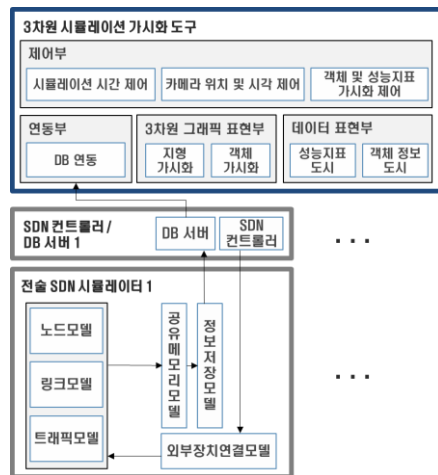 3차원 시뮬레이션 가시화 도구
제어부
시뮬레이션 시간 제어
카메라 위치 및 시각 제어
객체 및 성능지표
가시화 제어
연동부
DB 연동
3차원 그래픽 표현부
지형
가시화
객체
가시화
데이터 표현부
성능지표
도시
객체 정보
도시
SDN 컨트롤러 /
DB 서버 1
DB 서버
SDN
컨트롤러
...
전술 SDN 시뮬레이터 1
노드모델
링크모델
트래픽모델
공유메모리모델
정보저장모델
외부장치연결모델
...